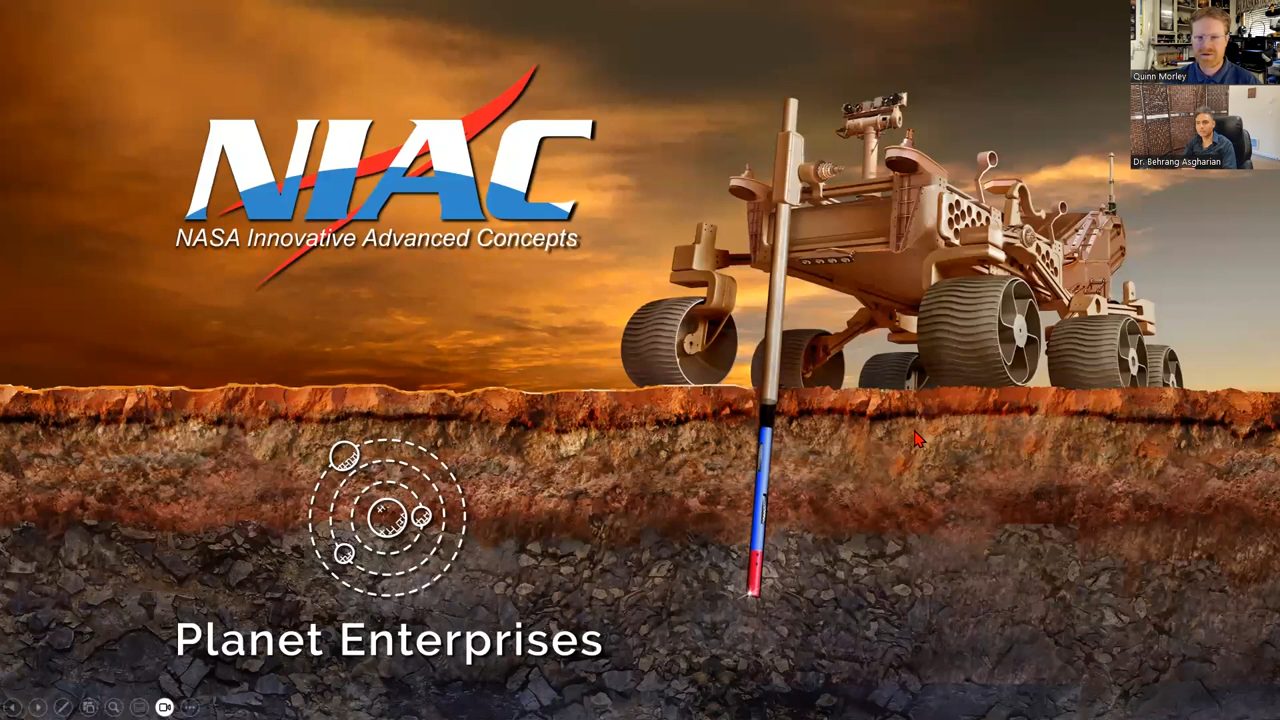 NIAC
NASA Innovative Advanced Concepts
Quinn Morley
Dr. Behrang Asgharian
Planet Enterprises